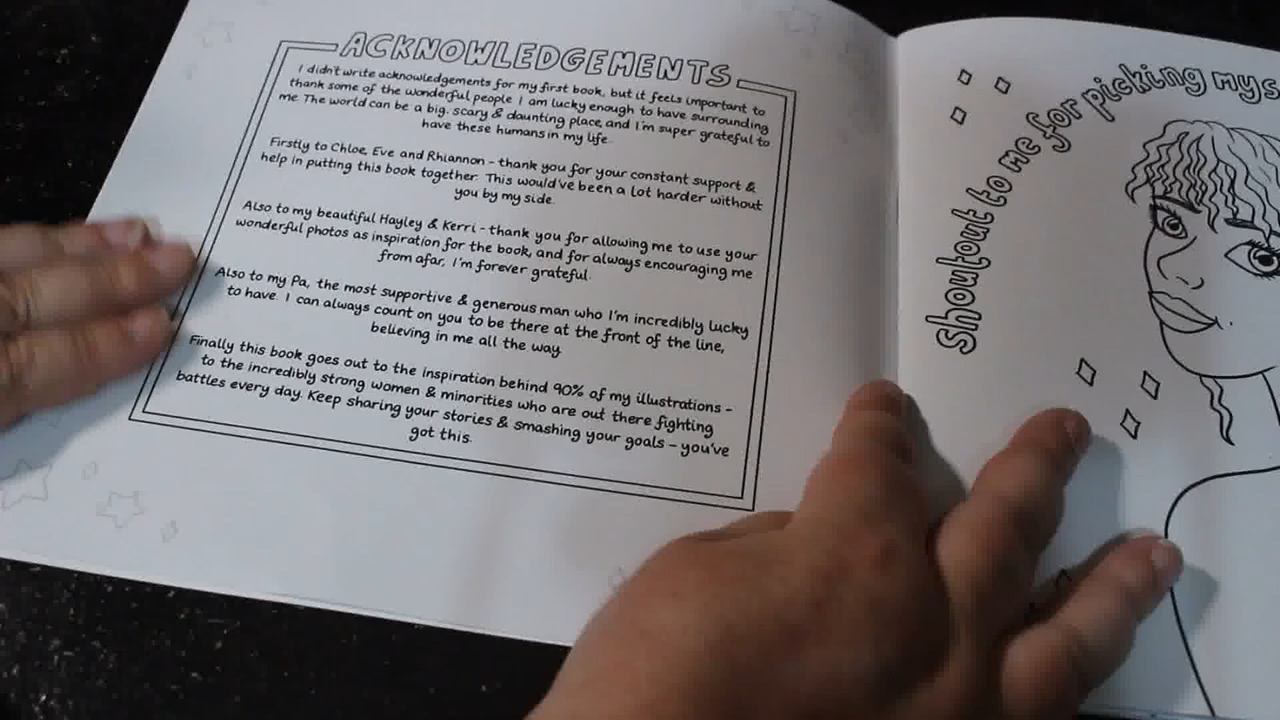 ACKNOWLEDGEMENTS
I didn't write acknowledgements for my first book, but it feels important to
thank some of the wonderful people I am lucky enough to have surrounding
me. The world can be a big, scary & daunting place, and I'm super grateful to
have these humans in my life.
Firstly to Chloe, Eve and Rhiannon - thank you for your constant support &
help in putting this book together. This would've been a lot harder without
you by my side.
Also to my beautiful Hayley & Kerri - thank you for allowing me to use your
wonderful photos as inspiration for the book, and for always encouraging me
from afar, I'm forever grateful.
Also to my Pa, the most supportive & generous man who I'm incredibly lucky
to have. I can always count on you to be there at the front of the line,
believing in me all the way.
Finally this book goes out to the inspiration behind 90% of my illustrations -
to the incredibly strong women & minorities who are out there fighting
battles every day. Keep sharing your stories & smashing your goals - you've
got this.
shoutout to me for picking mys